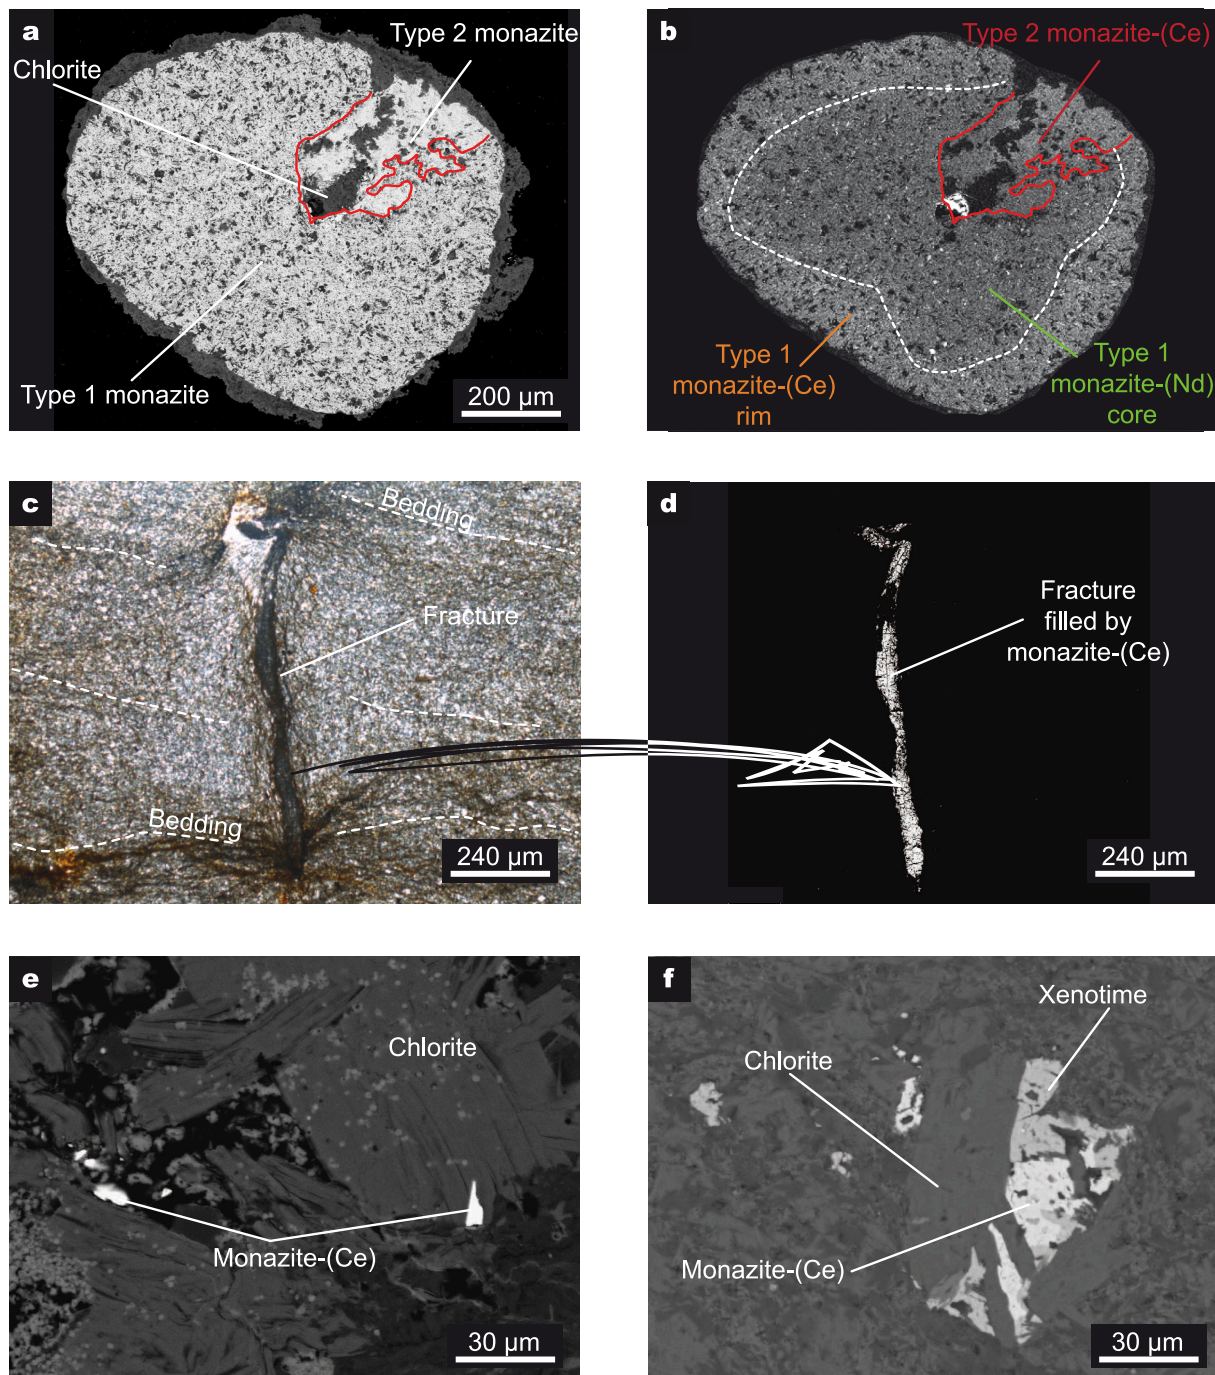 a
Type 2 monazite
Chlorite
Type 1 monazite
200 µm
b
Type 2 monazite-(Ce)
Type 1
monazite-(Ce)
rim
Type 1
monazite-(Nd)
core
c
Bedding
Fracture
Bedding
240 µm
d
Fracture
filled by
monazite-(Ce)
240 µm
e
Chlorite
Monazite-(Ce)
30 µm
f
Xenotime
Chlorite
Monazite-(Ce)
30 µm